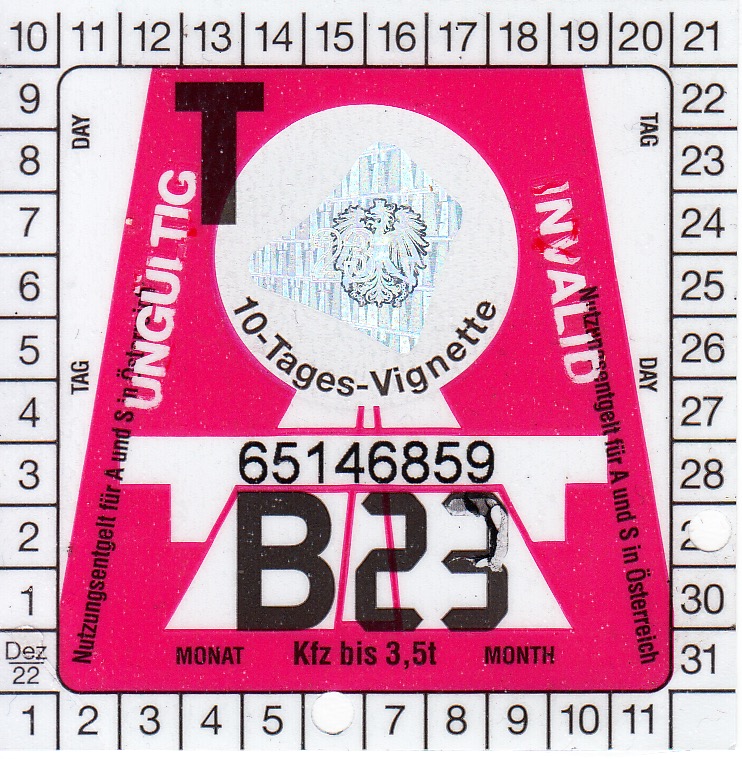 10 11 12 13 14 15 16 17 18 19 20 21
9 22
8 23
7 24
6 25
5 26
4 27
3 28
2 2
1 30
Dez 22 31
1 2 3 4 5 7 8 9 10 11
DAY
TAG
T
UNGÜLTIG
INVALID
10-Tages-Vignette
TAG
DAY
Nutzungsentgelt für A und S in Österreich
Nutzungsentgelt für A und S in Österreich
65146859
B23
MONAT Kfz bis 3,5t MONTH